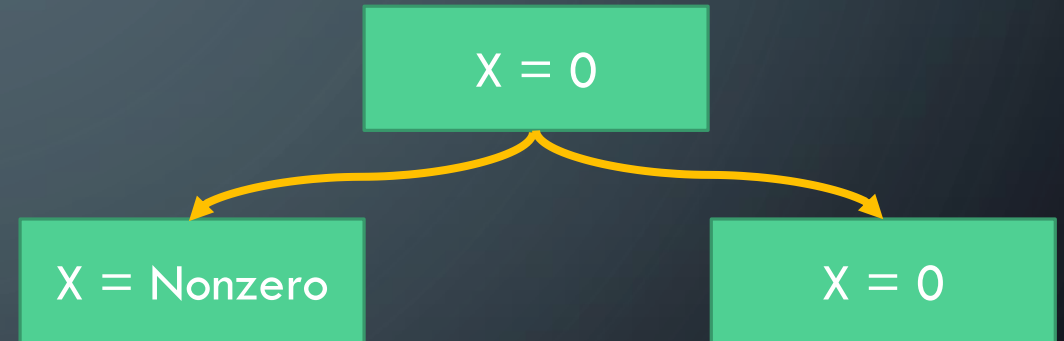 X = 0
X = Nonzero
X = 0